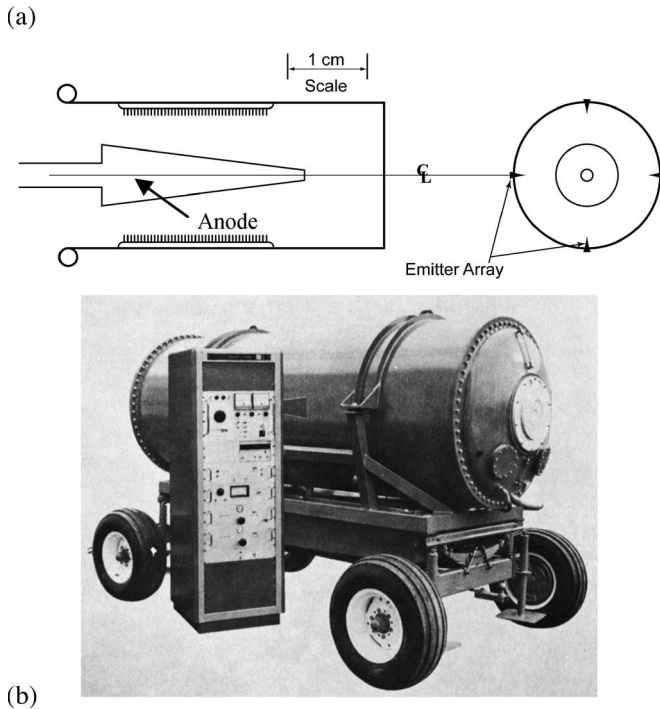 (a)
1 cm
Scale
℄
Anode
Emitter Array
(b)